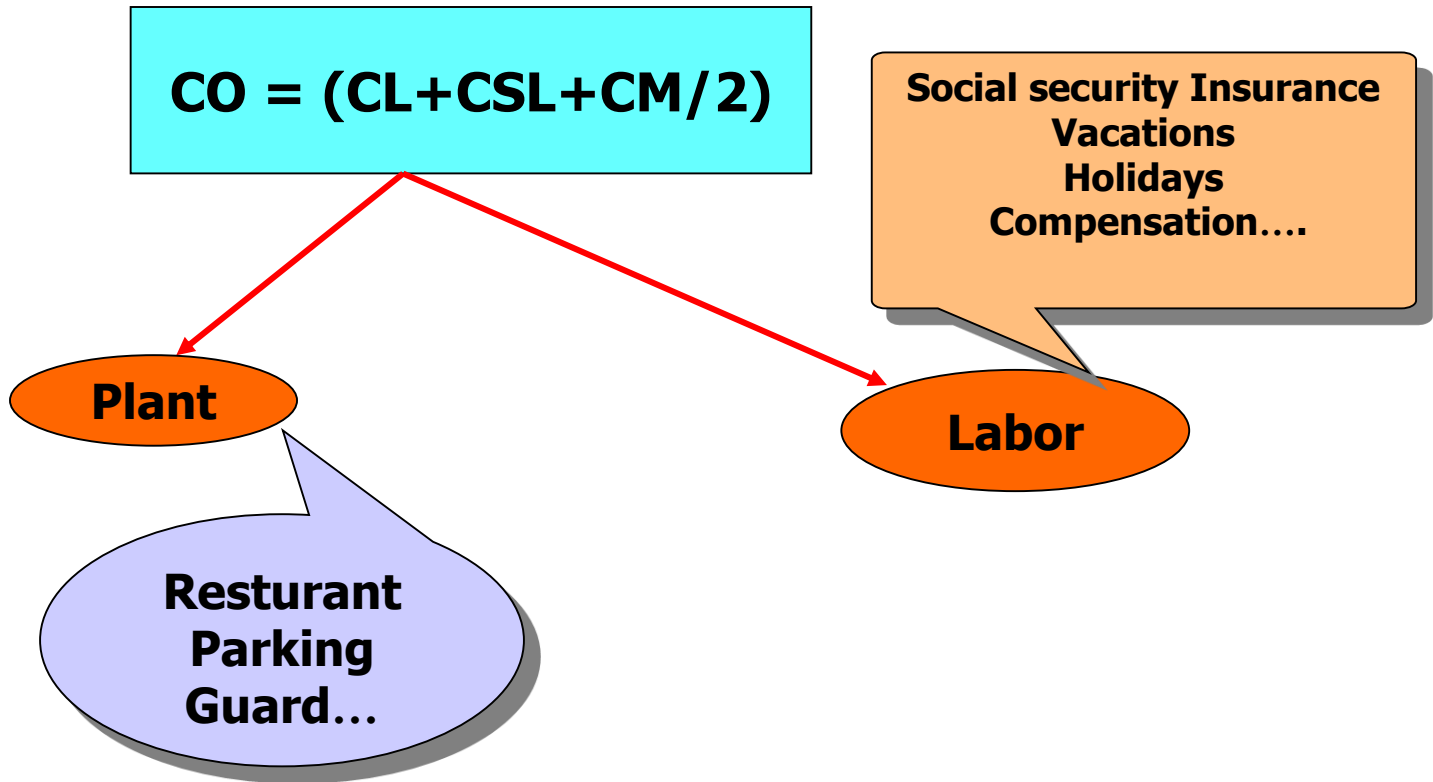 CO = (CL+CSL+CM/2)
Social security Insurance
Vacations
Holidays
Compensation….
Plant
Labor
Resturant
Parking
Guard…